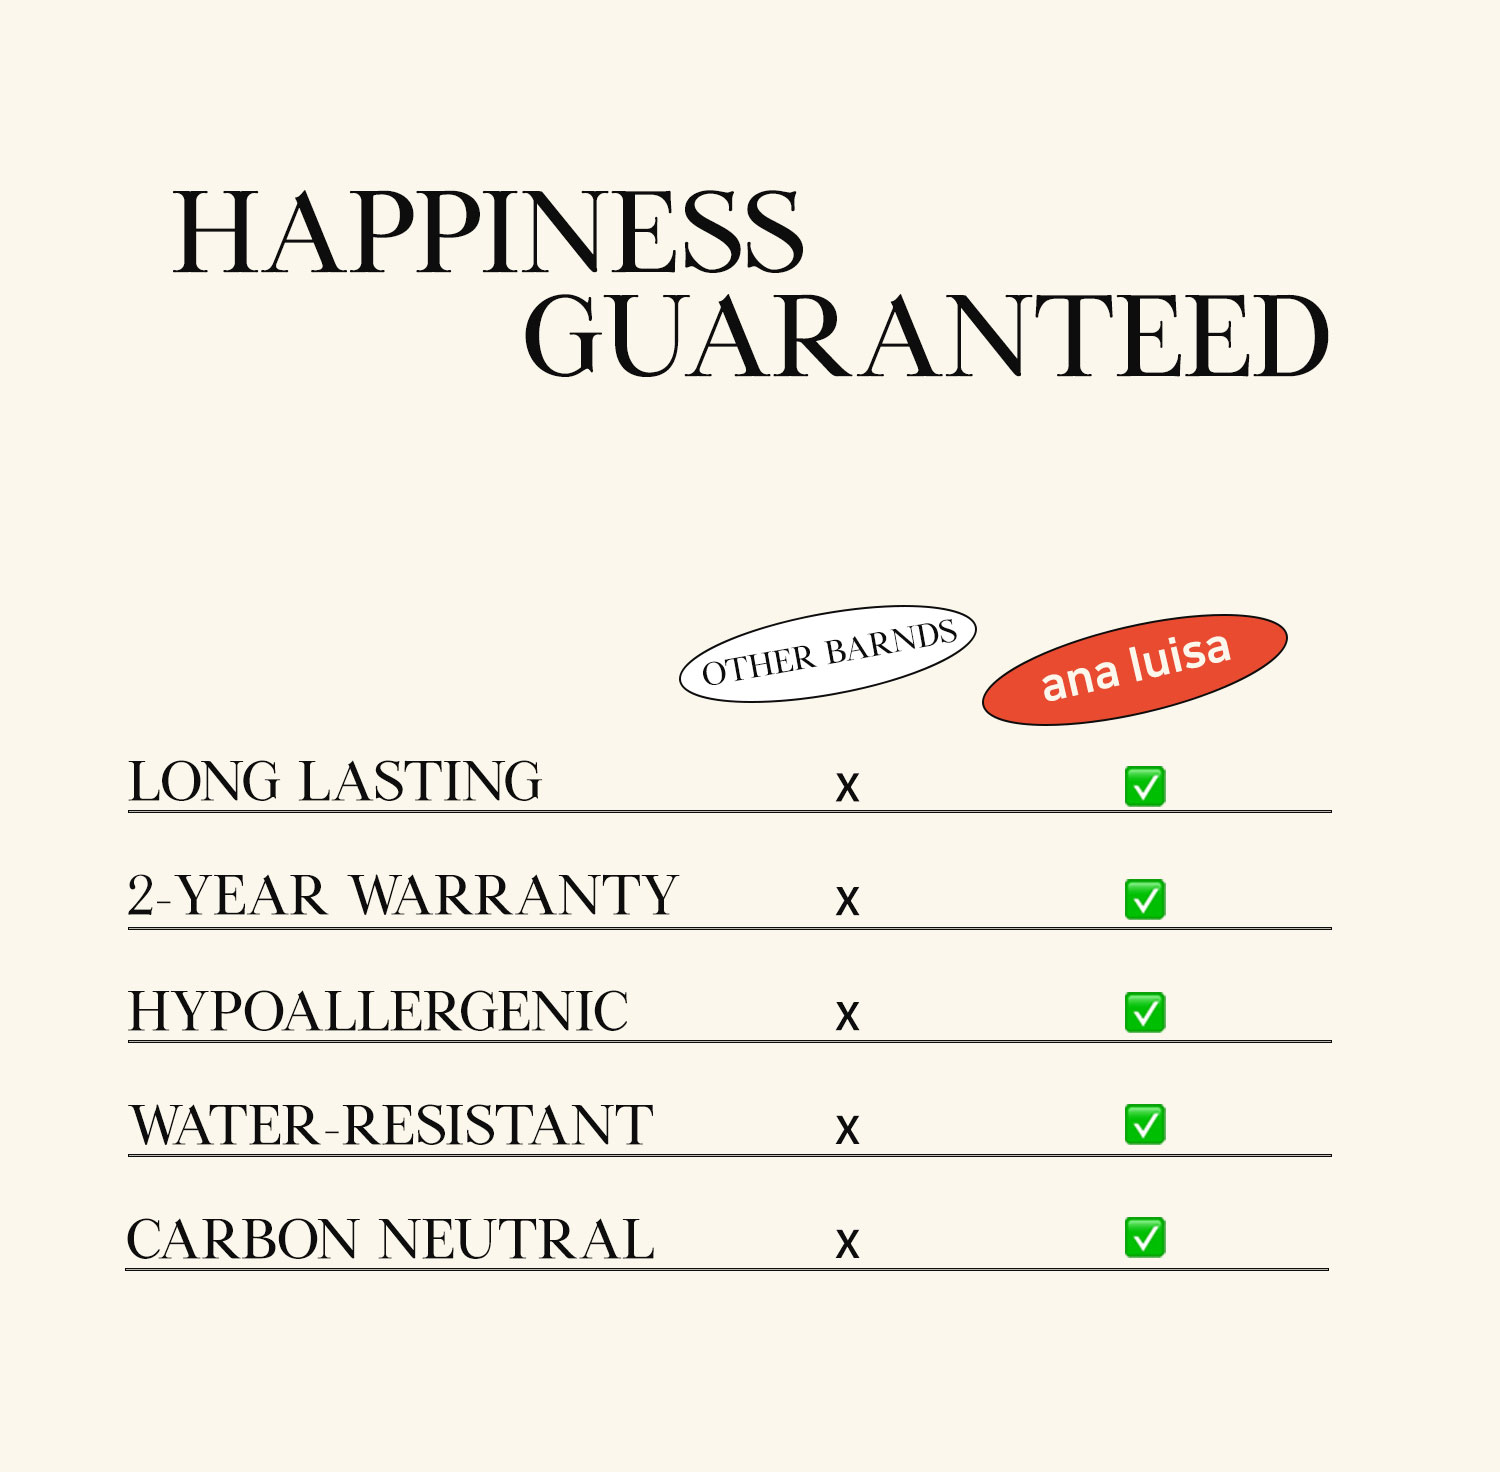 HAPPINESS
GUARANTEED
OTHER BARNDS
ana luisa
LONG LASTING X ✅
2-YEAR WARRANTY X ✅
HYPOALLERGENIC X ✅
WATER-RESISTANT X ✅
CARBON NEUTRAL X ✅